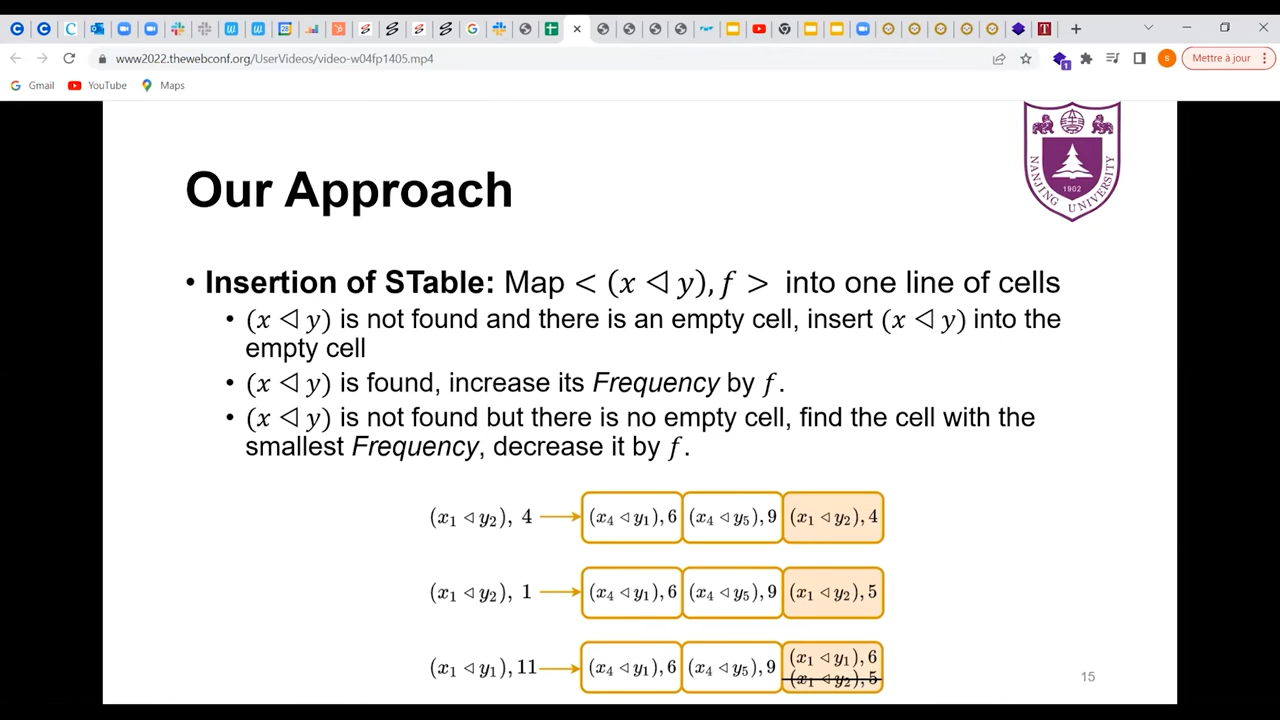 www2022.thewebconf.org/UserVideos/video-w04fp1405.mp4
Mettre à jour
Gmail YouTube Maps
NANJING UNIVERSITY
1902
Our Approach
• Insertion of STable: Map < (x ◁ y), f > into one line of cells
• (x ◁ y) is not found and there is an empty cell, insert (x ◁ y) into the
empty cell
• (x ◁ y) is found, increase its Frequency by f.
• (x ◁ y) is not found but there is no empty cell, find the cell with the
smallest Frequency, decrease it by f.
(x₁ ◁ y₂), 4 (x₄ ◁ y₁), 6 (x₄ ◁ y₅), 9 (x₁ ◁ y₂), 4
(x₁ ◁ y₂), 1 (x₄ ◁ y₁), 6 (x₄ ◁ y₅), 9 (x₁ ◁ y₂), 5
(x₁ ◁ y₁), 11 (x₄ ◁ y₁), 6 (x₄ ◁ y₅), 9 (x₁ ◁ y₁), 6
(x₁ ◁ y₂), 5
15